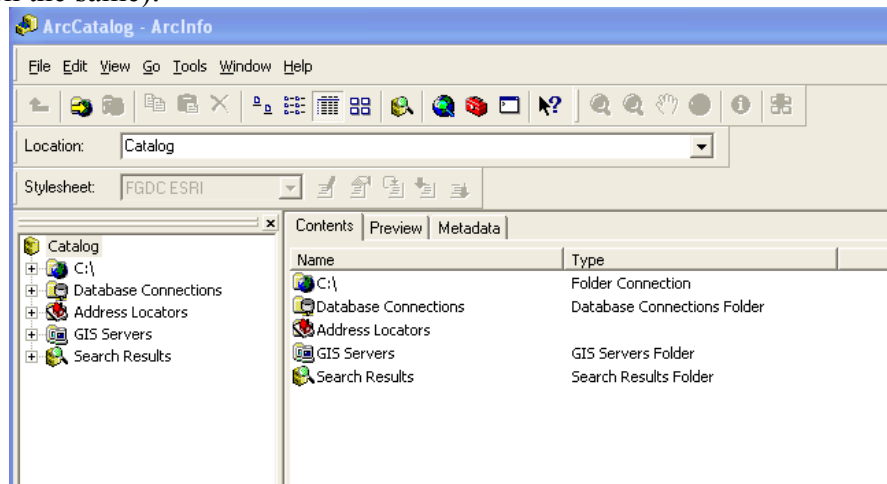 n the same).
ArcCatalog - ArcInfo
File Edit View Go Tools Window Help
Location: Catalog
Stylesheet: FGDC ESRI
Catalog
C:\
Database Connections
Address Locators
GIS Servers
Search Results
Contents Preview Metadata
Name Type
C:\ Folder Connection
Database Connections Database Connections Folder
Address Locators
GIS Servers GIS Servers Folder
Search Results Search Results Folder